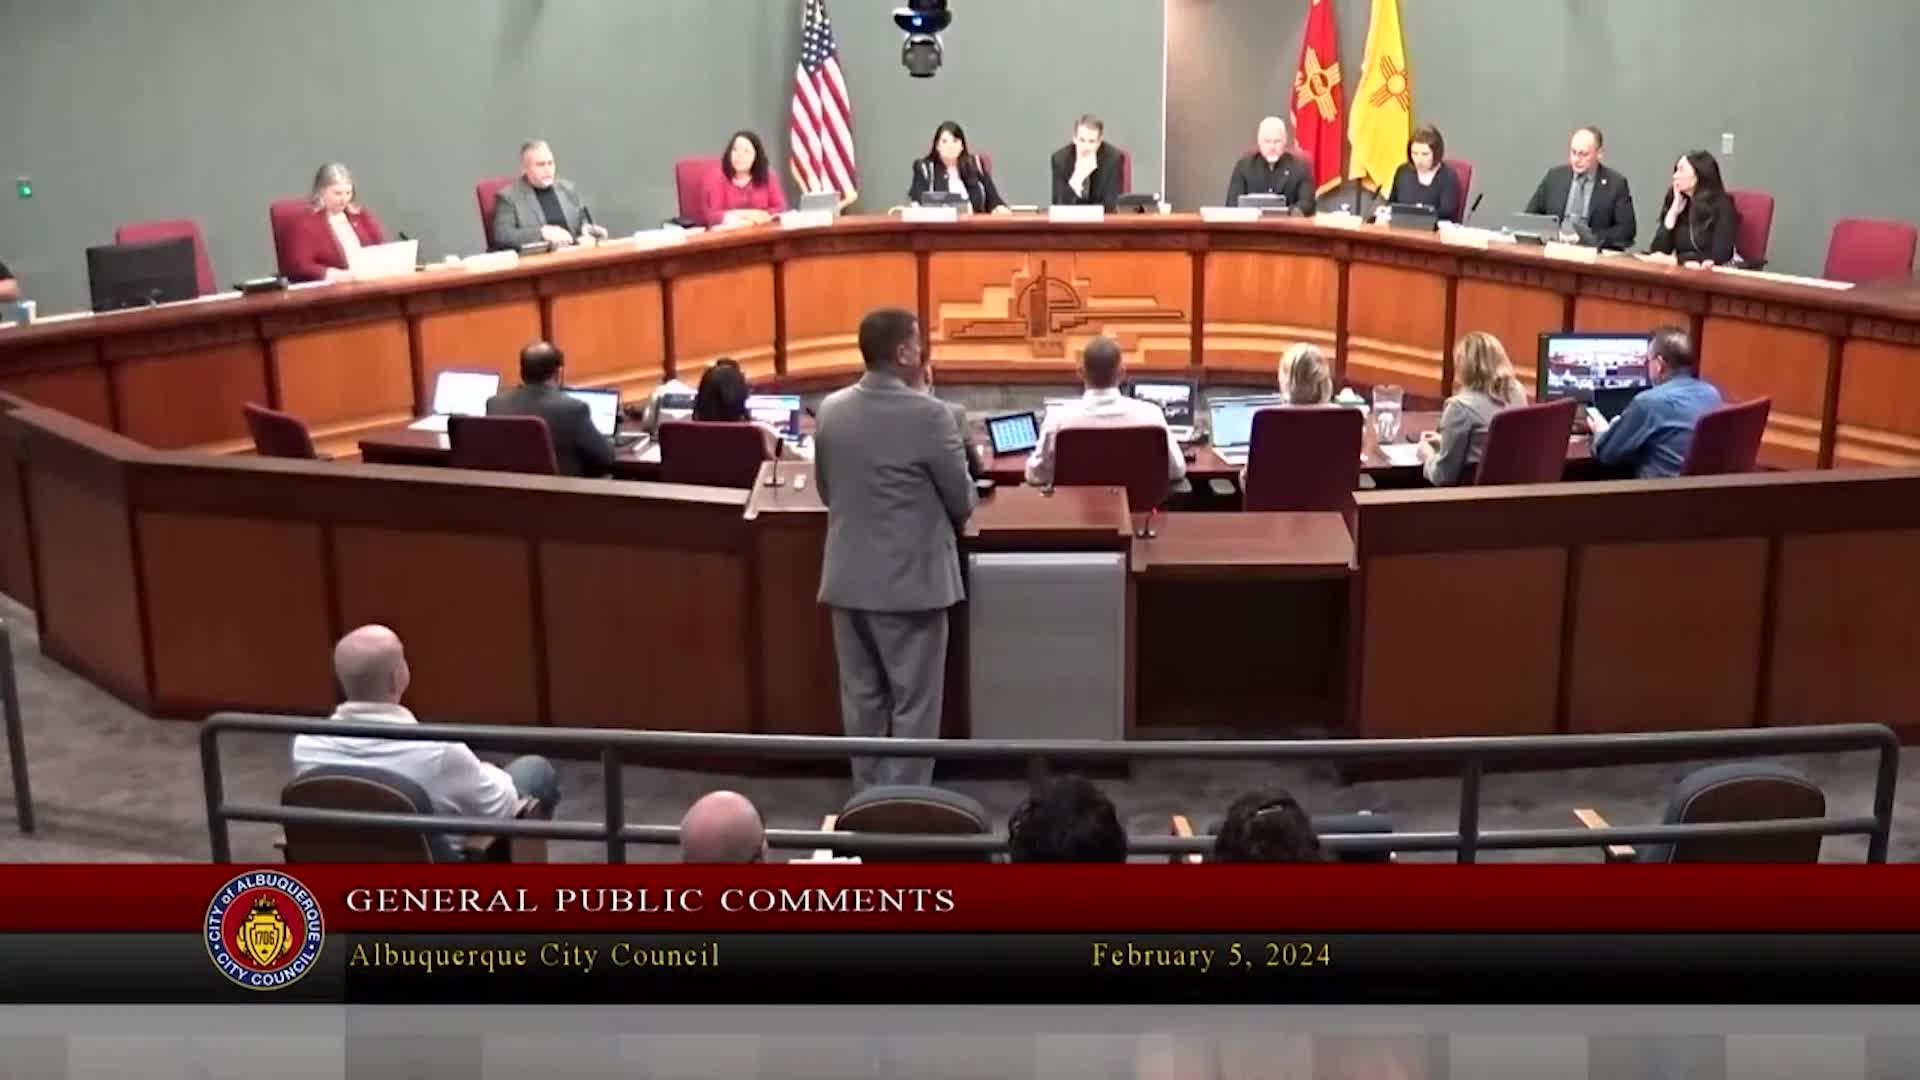 GENERAL PUBLIC COMMENTS
Albuquerque City Council
February 5, 2024
CITY of ALBUQUERQUE
1706
CITY COUNCIL